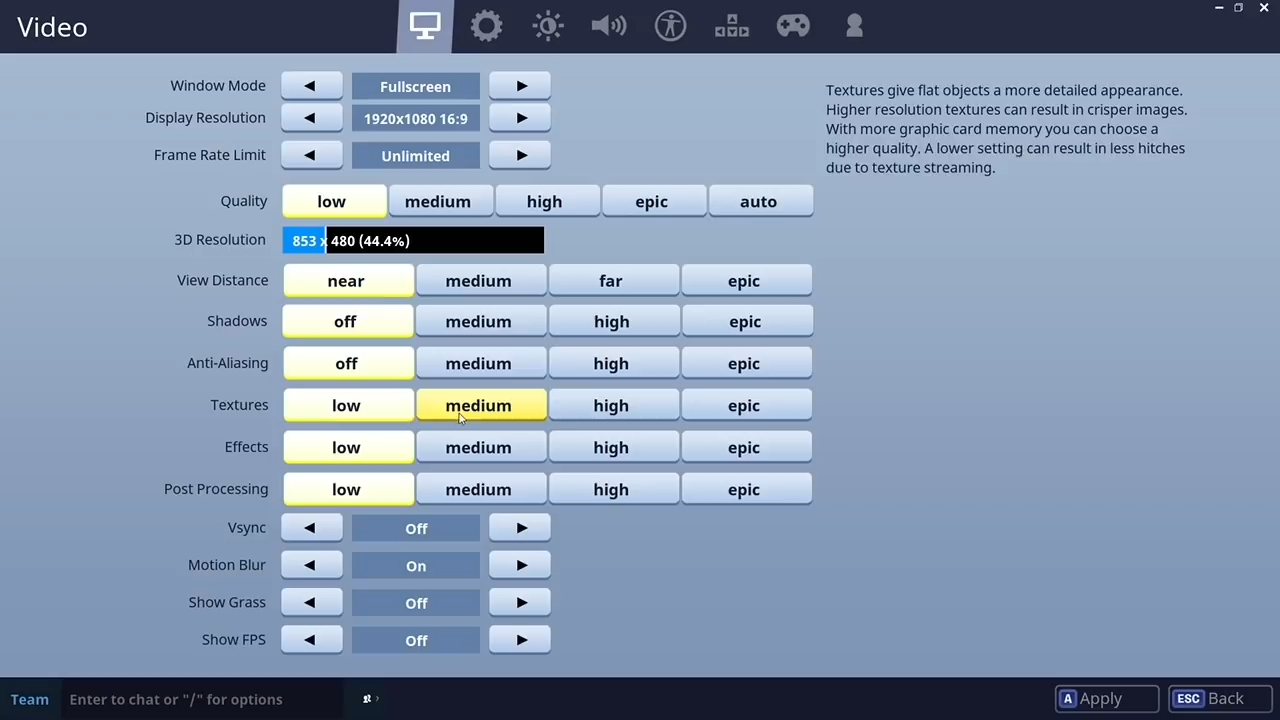 Video
Window Mode
Fullscreen
Display Resolution
1920x1080 16:9
Frame Rate Limit
Unlimited
Quality
low medium high epic auto
3D Resolution
853 x 480 (44.4%)
View Distance
near medium far epic
Shadows
off medium high epic
Anti-Aliasing
off medium high epic
Textures
low medium high epic
Effects
low medium high epic
Post Processing
low medium high epic
Vsync
Off
Motion Blur
On
Show Grass
Off
Show FPS
Off
Textures give flat objects a more detailed appearance.
Higher resolution textures can result in crisper images.
With more graphic card memory you can choose a
higher quality. A lower setting can result in less hitches
due to texture streaming.
Team
Enter to chat or "/" for options
A Apply
ESC Back